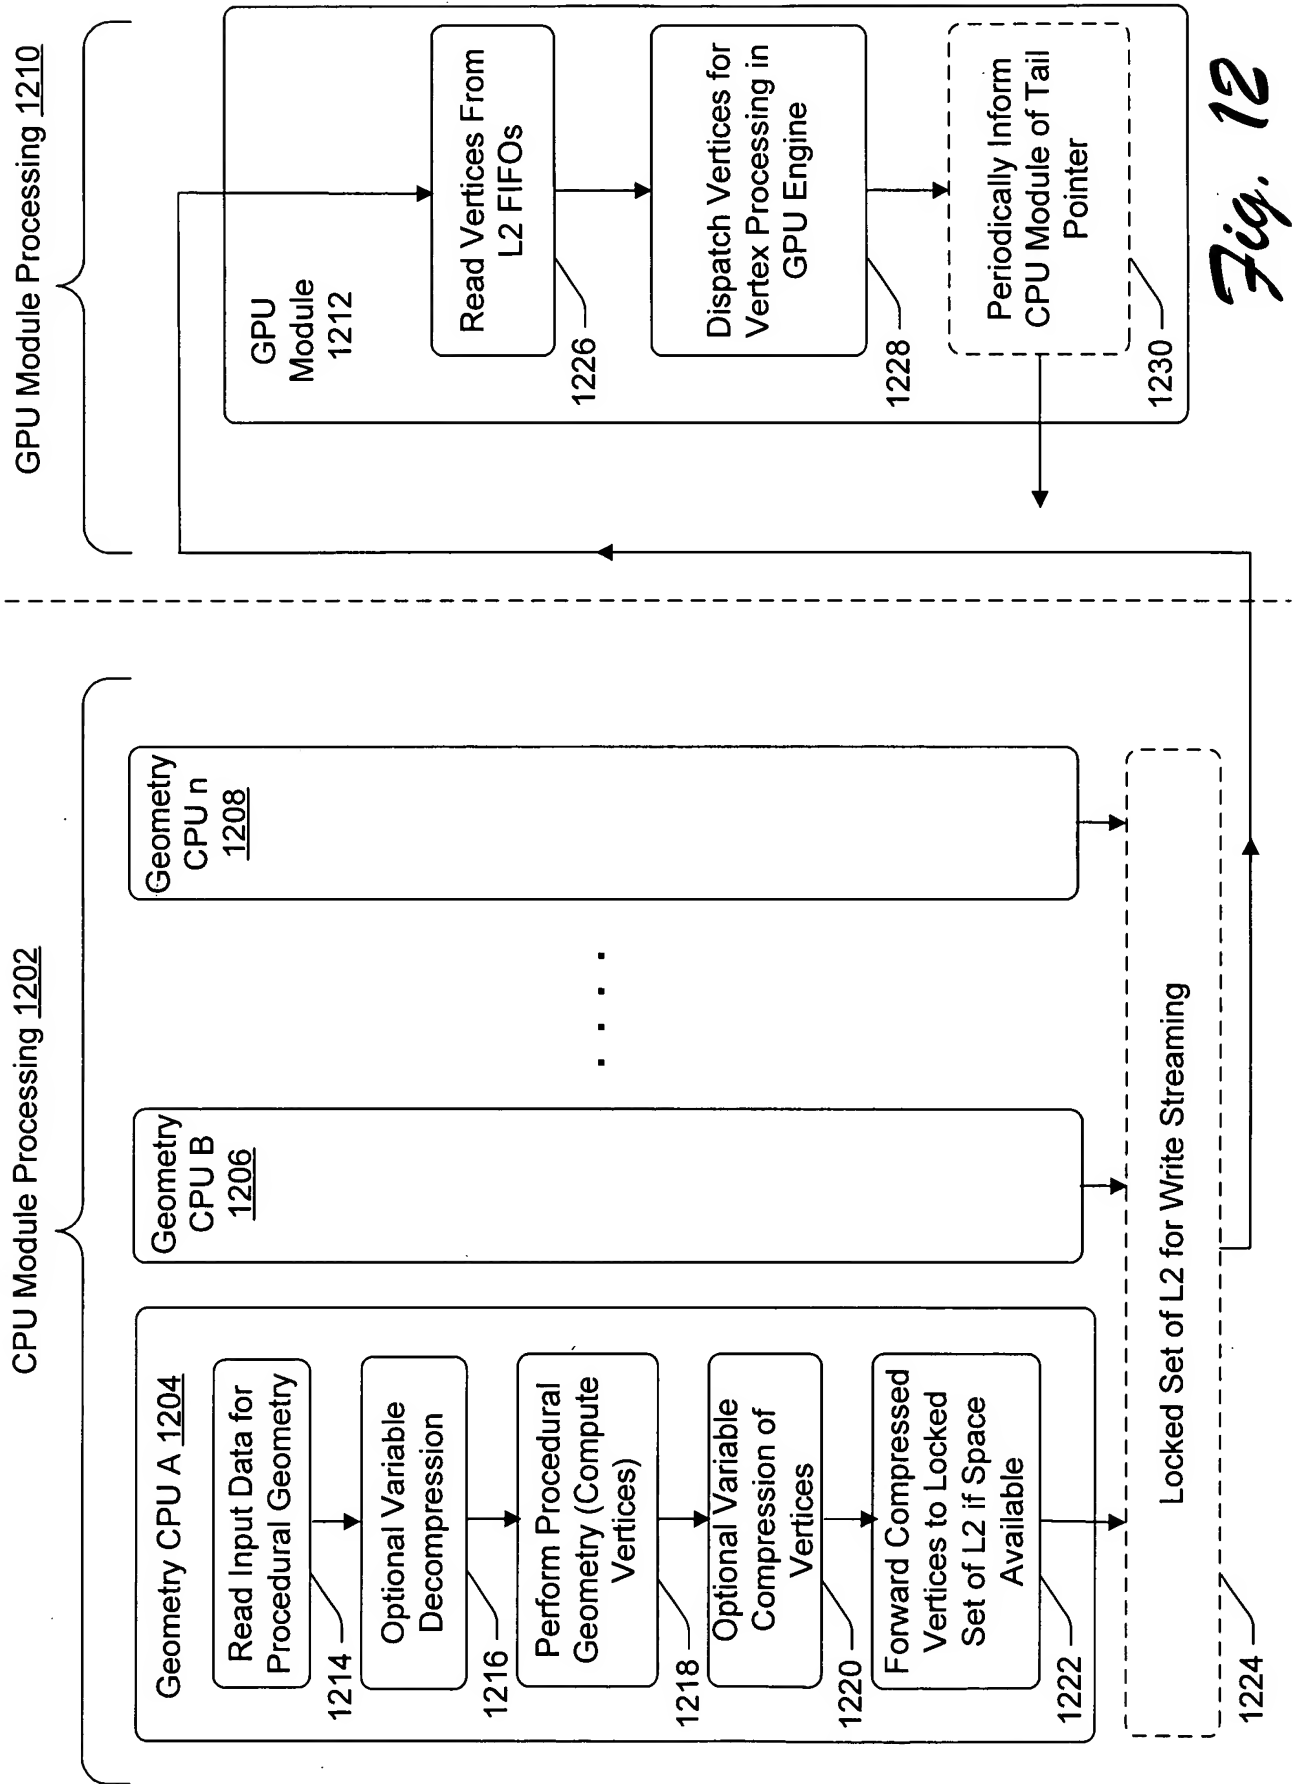 CPU Module Processing 1202
Geometry CPU A 1204
Read Input Data for
Procedural Geometry
1214
Optional Variable
Decompression
1216
Perform Procedural
Geometry (Compute
Vertices)
1218
Optional Variable
Compression of
Vertices
1220
Forward Compressed
Vertices to Locked
Set of L2 if Space
Available
1222
Geometry
CPU B
1206
. . . .
Geometry
CPU n
1208
Locked Set of L2 for Write Streaming
1224
GPU Module Processing 1210
GPU
Module
1212
Read Vertices From
L2 FIFOs
1226
Dispatch Vertices for
Vertex Processing in
GPU Engine
1228
Periodically Inform
CPU Module of Tail
Pointer
1230
Fig. 12